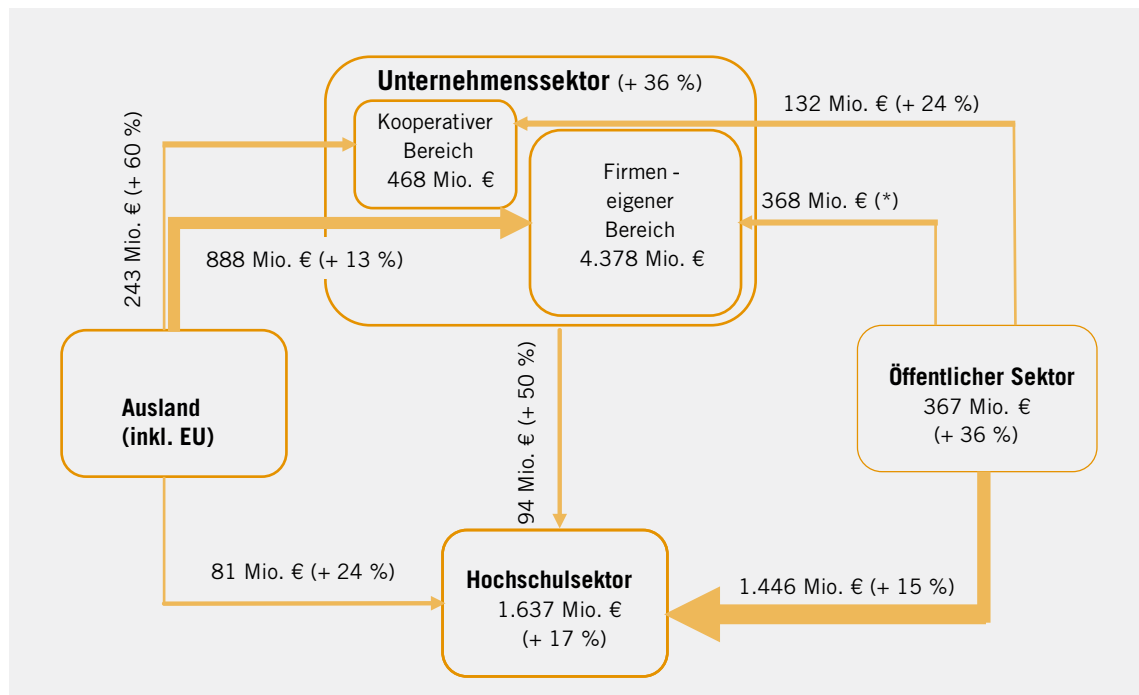 Unternehmenssektor (+ 36 %)
132 Mio. € (+ 24 %)
Kooperativer
Bereich
468 Mio. €
243 Mio. € (+ 60 %)
Firmen -
eigener
Bereich
4.378 Mio. €
368 Mio. € (*)
888 Mio. € (+ 13 %)
Ausland
(inkl. EU)
94 Mio. € (+ 50 %)
Öffentlicher Sektor
367 Mio. €
(+ 36 %)
81 Mio. € (+ 24 %)
Hochschulsektor
1.637 Mio. €
(+ 17 %)
1.446 Mio. € (+ 15 %)